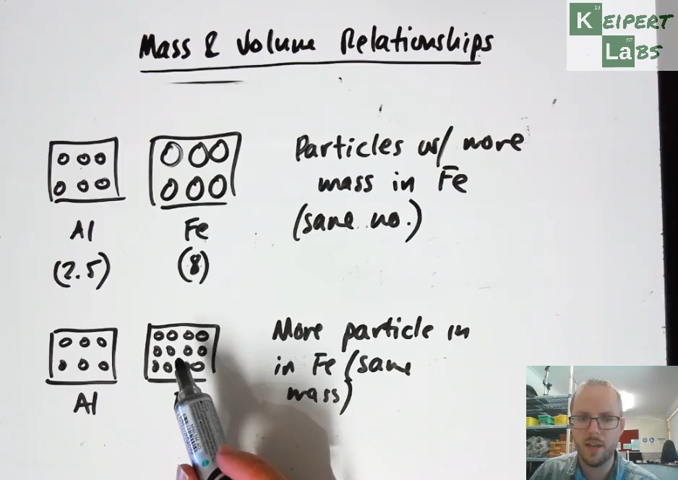 Mass & Volume Relationships
KEIPERT
LaBS
Al
(2.5)
Fe
(8)
Particles w/ more
mass in Fe
(same no.)
Al
More particle in
in Fe (same
mass)